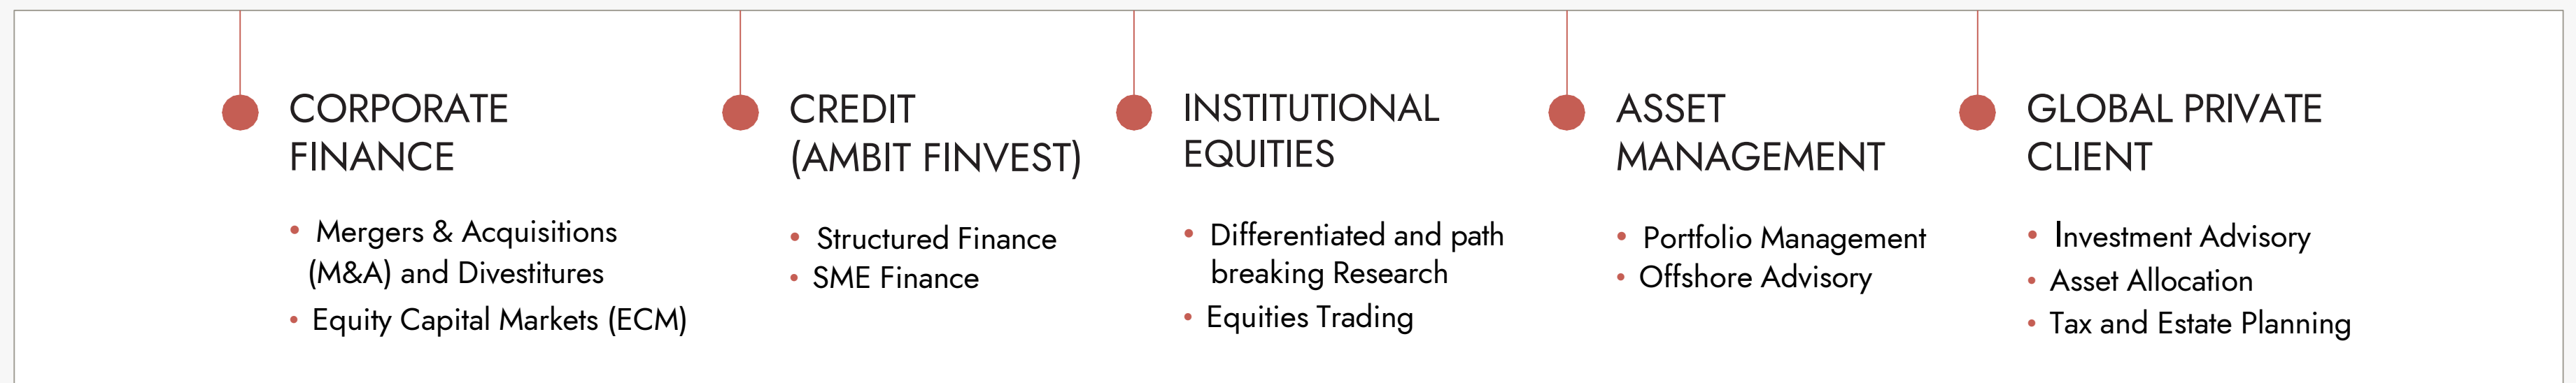 CORPORATE
FINANCE
• Mergers & Acquisitions
(M&A) and Divestitures
• Equity Capital Markets (ECM)
CREDIT
(AMBIT FINVEST)
• Structured Finance
• SME Finance
INSTITUTIONAL
EQUITIES
• Differentiated and path
breaking Research
• Equities Trading
ASSET
MANAGEMENT
• Portfolio Management
• Offshore Advisory
GLOBAL PRIVATE
CLIENT
• Investment Advisory
• Asset Allocation
• Tax and Estate Planning